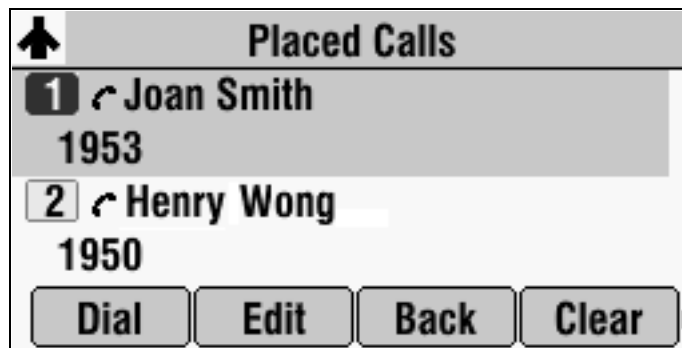 Placed Calls
1 Joan Smith
1953
2 Henry Wong
1950
Dial Edit Back Clear